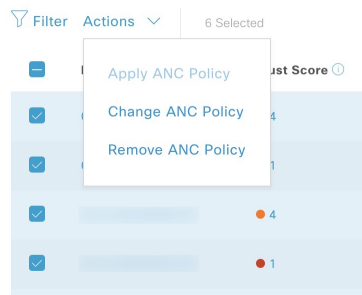 Filter Actions 6 Selected
Apply ANC Policy
ust Score
Change ANC Policy
4
Remove ANC Policy
1
4
1